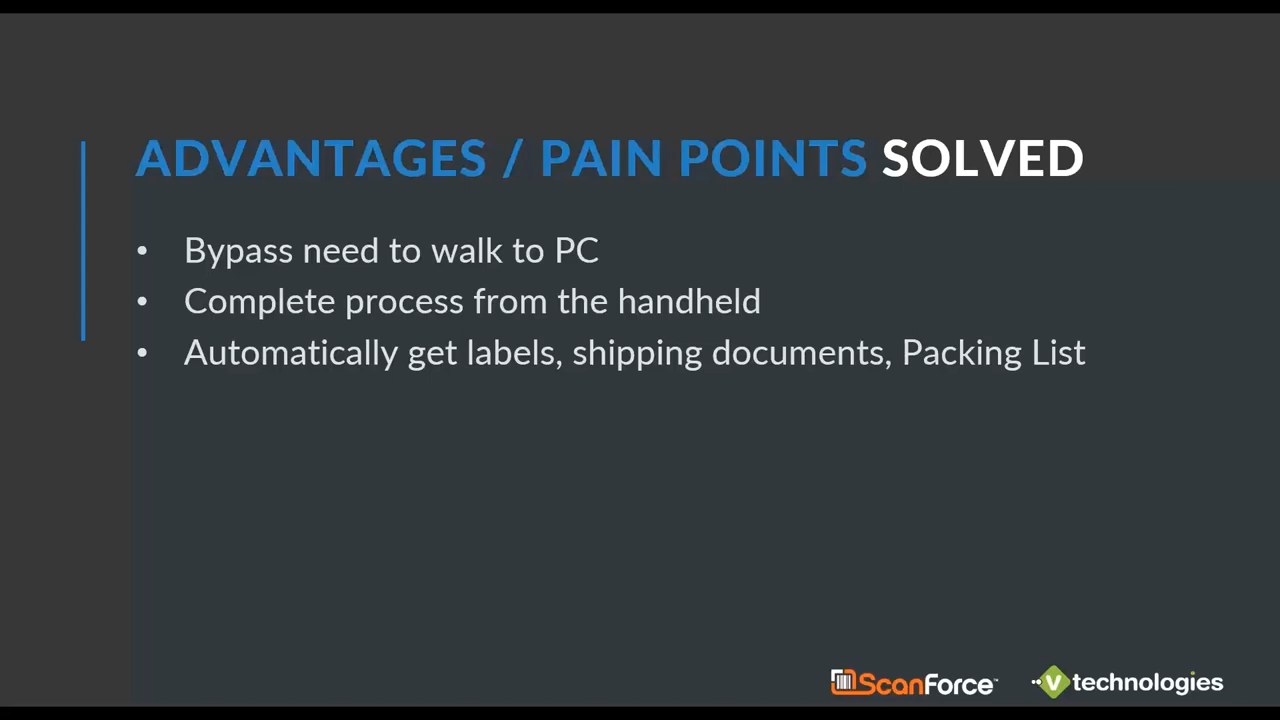 ADVANTAGES / PAIN POINTS SOLVED
• Bypass need to walk to PC
• Complete process from the handheld
• Automatically get labels, shipping documents, Packing List
ScanForce™ V technologies